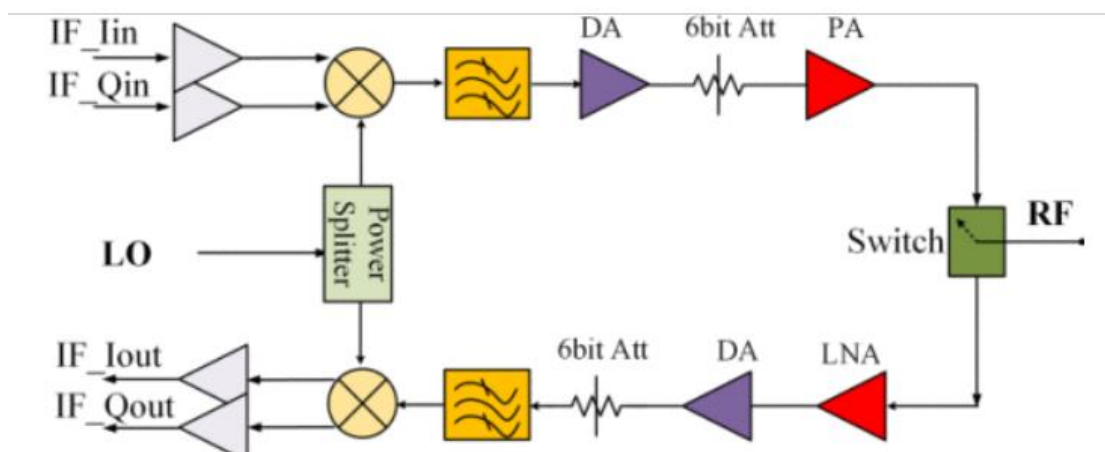 IF_Iin
IF_Qin
DA
6bit Att
PA
Power
Splitter
LO
Switch
RF
IF_Iout
IF_Qout
6bit Att
DA
LNA